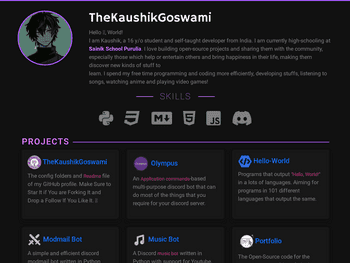 TheKaushikGoswami
Hello, World!
I am Kaushik, a 16 y/o student and self-taught developer from India. I am currently high-schooling at
Sainik School Purulia. I love building open-source projects and sharing them with the community,
especially those which help or entertain others and bring happiness in their life, making them
discover new kinds of stuff to
learn. I spend my free time programming and coding more efficiently, developing stuffs, listening to
songs, watching anime and playing video games!
SKILLS
PROJECTS
TheKaushikGoswami
The config folders and Readme file
of my GitHub profile. Make Sure to
Star It if You are Forking It and
Drop a Follow If You Like It.
Olympus
An Application commands based
multi-purpose discord bot that can
do most of the things that you
require for your discord server.
Hello-World
Programs that output "Hello, World!"
in a lots of languages. Aiming for
programs in 101 different
languages that output the same.
Modmail Bot
A simple and efficient discord
modmail bot written in Python
Music Bot
A Discord music bot written in
Python with support for Youtube,
Portfolio
The Open-Source code for the